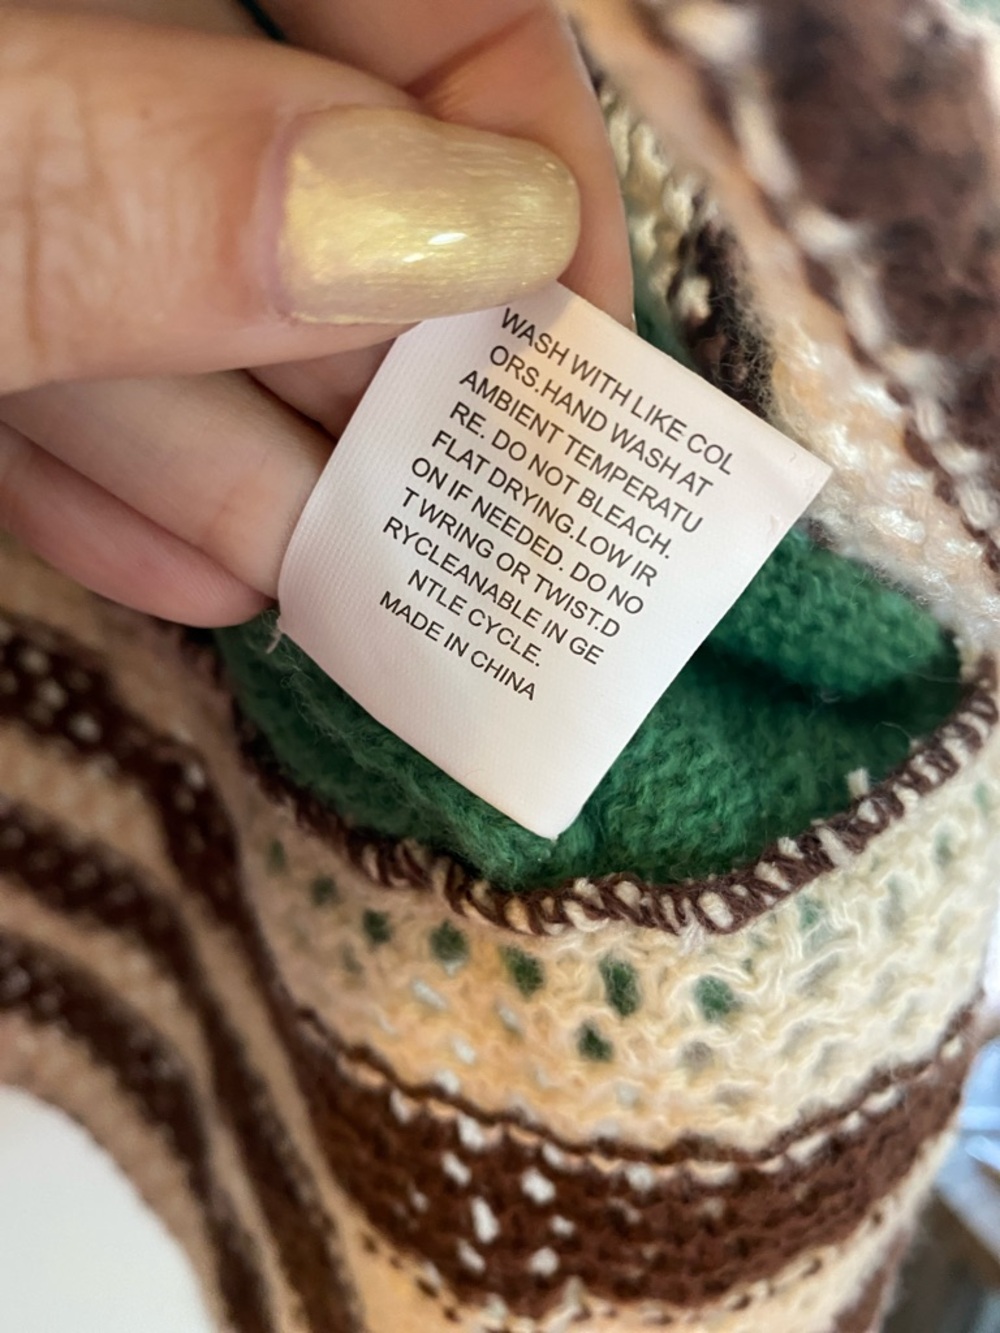 WASH WITH LIKE COL
ORS.HAND WASH AT
AMBIENT TEMPERATU
RE. DO NOT BLEACH.
FLAT DRYING.LOW IR
ON IF NEEDED. DO NO
T WRING OR TWIST.D
RYCLEANABLE IN GE
NTLE CYCLE.
MADE IN CHINA